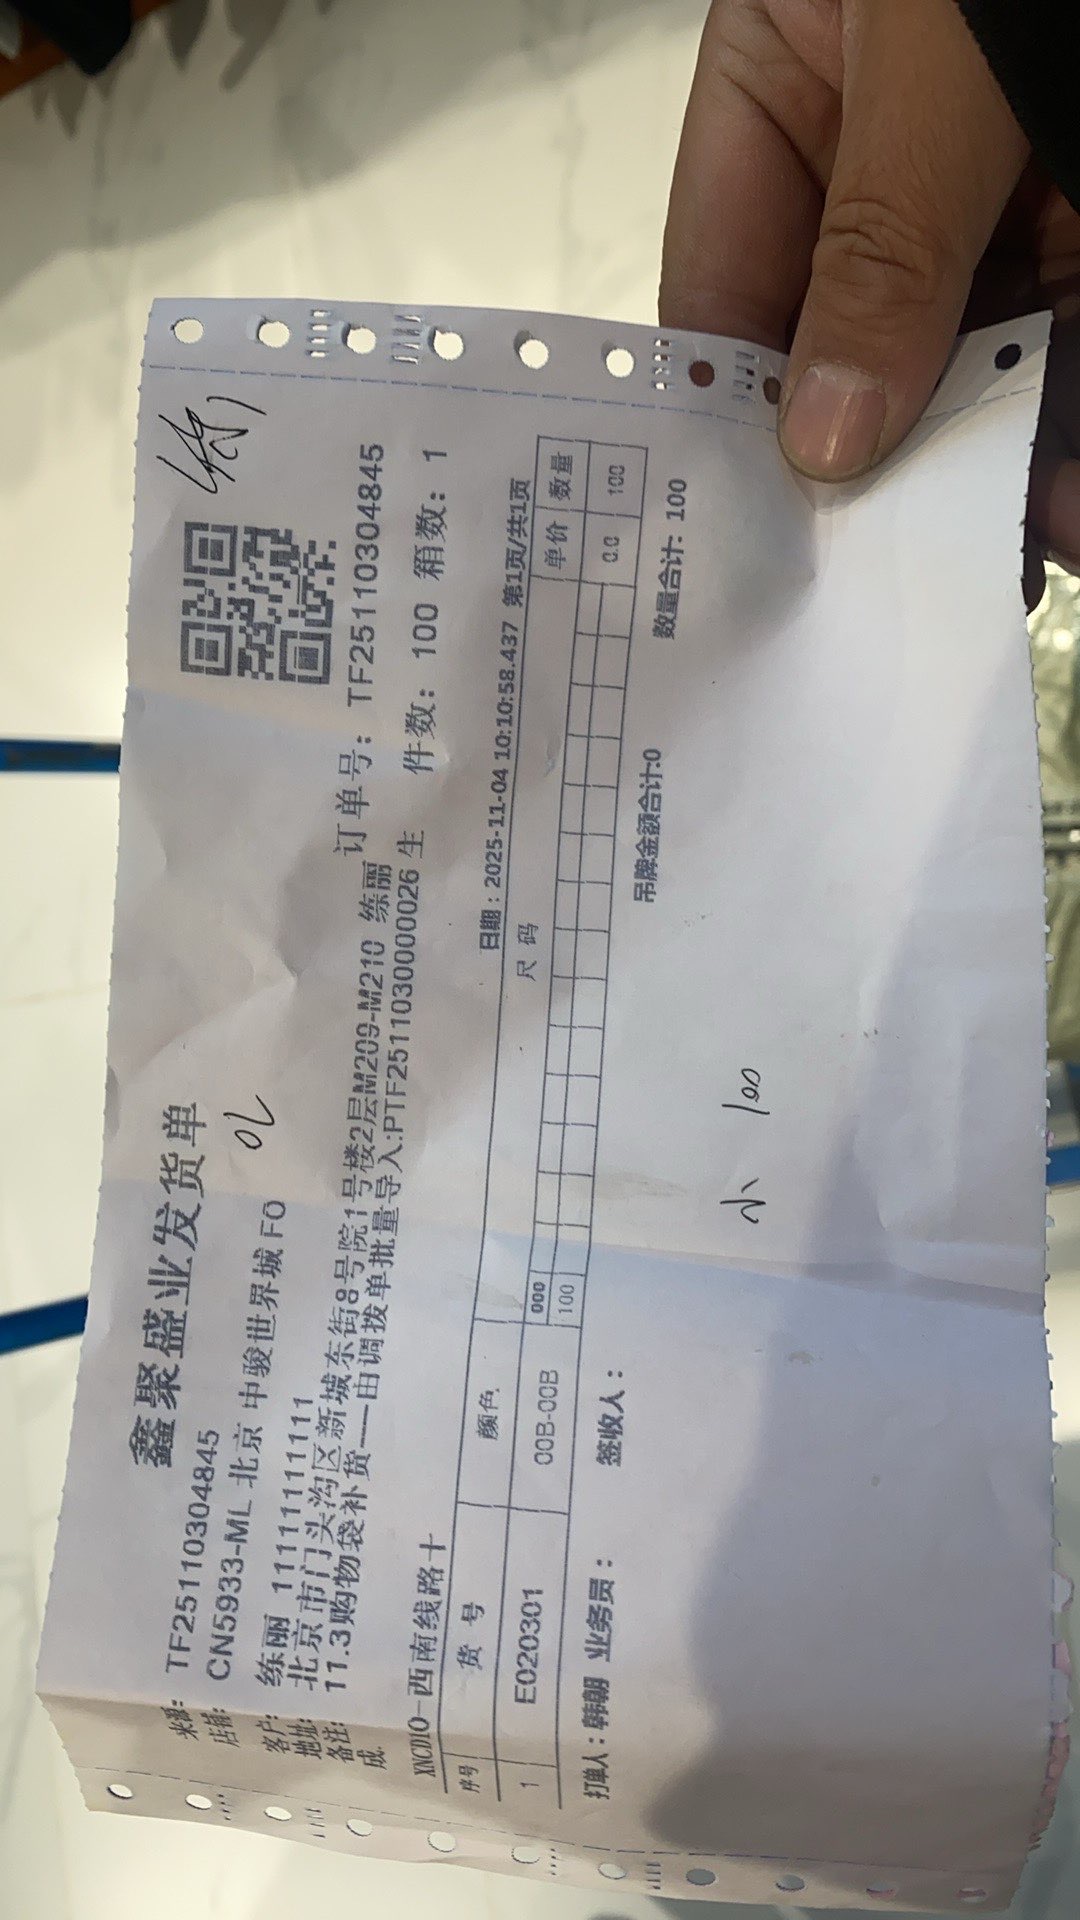 鑫聚盛业发货单
来源: TF25110304845
店铺: CN5933-ML 北京 中骏世界城 FO
OL
客户: 练丽 11111111111
订单号: TF25110304845
地址: 北京市门头沟区新城东街8号院1号楼2层M209-M210 练丽
件数: 100 箱数: 1
备注: 11.3购物袋补货——由调拨单批量导入:PTF25110300000026 生
成
XNCD10-西南线路十
日期: 2025-11-04 10:10:58.437 第1页/共1页
序号 货号 颜色 尺码 单价 数量
000
1 E020301 00B-00B 100 0.0 100
打单人: 韩朝 业务员: 签收人: 吊牌金额合计:0 数量合计: 100
小 100